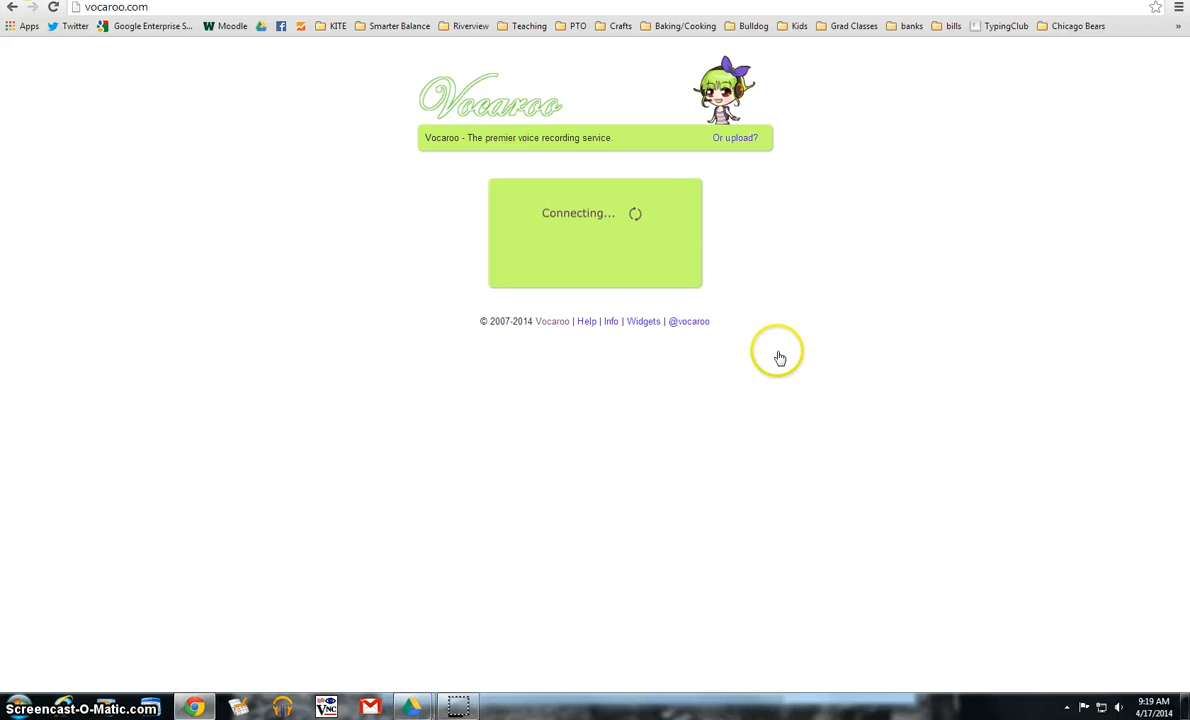 vocaroo.com
Apps Twitter Google Enterprise S... Moodle KITE Smarter Balance Riverview Teaching PTO Crafts Baking/Cooking Bulldog Kids Grad Classes banks bills TypingClub Chicago Bears »
Vocaroo
Vocaroo - The premier voice recording service. Or upload?
Connecting...
© 2007-2014 Vocaroo | Help | Info | Widgets | @vocaroo
Screencast-O-Matic.com
VNC
9:19 AM
4/17/2014